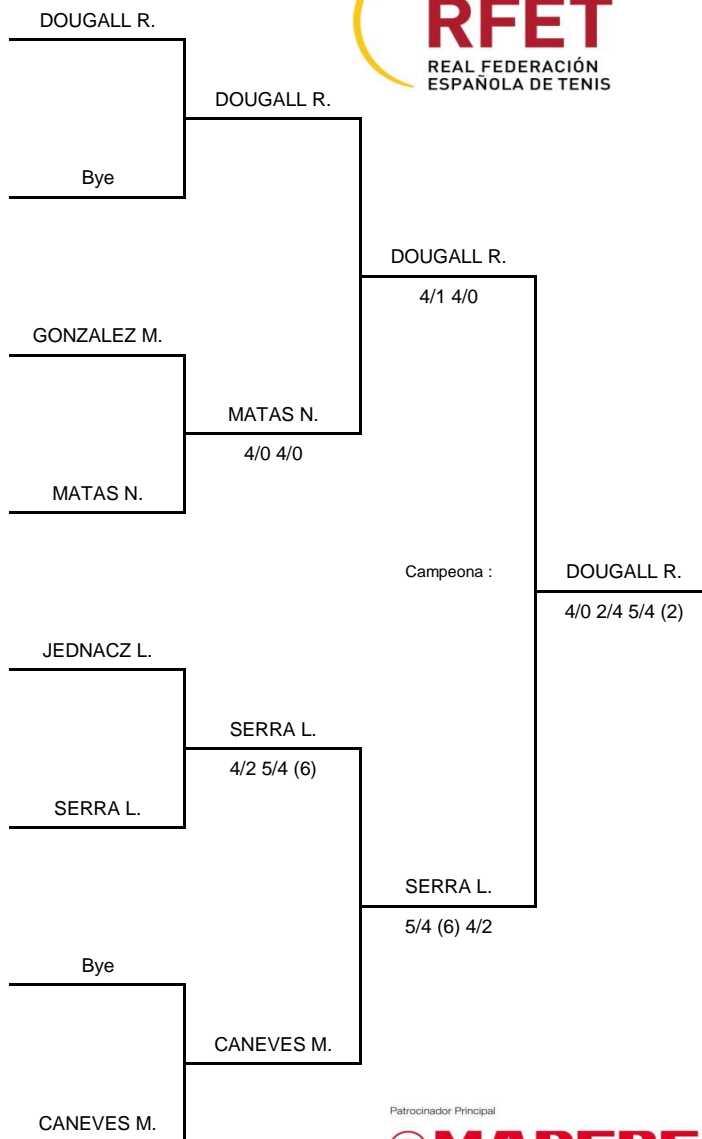 DOUGALL R.
RFET
REAL FEDERACIÓN
ESPAÑOLA DE TENIS
DOUGALL R.
Bye
DOUGALL R.
4/1 4/0
GONZALEZ M.
MATAS N.
4/0 4/0
MATAS N.
Campeona :
DOUGALL R.
4/0 2/4 5/4 (2)
JEDNACZ L.
SERRA L.
4/2 5/4 (6)
SERRA L.
SERRA L.
5/4 (6) 4/2
Bye
CANEVES M.
CANEVES M.
Patrocinador Principal